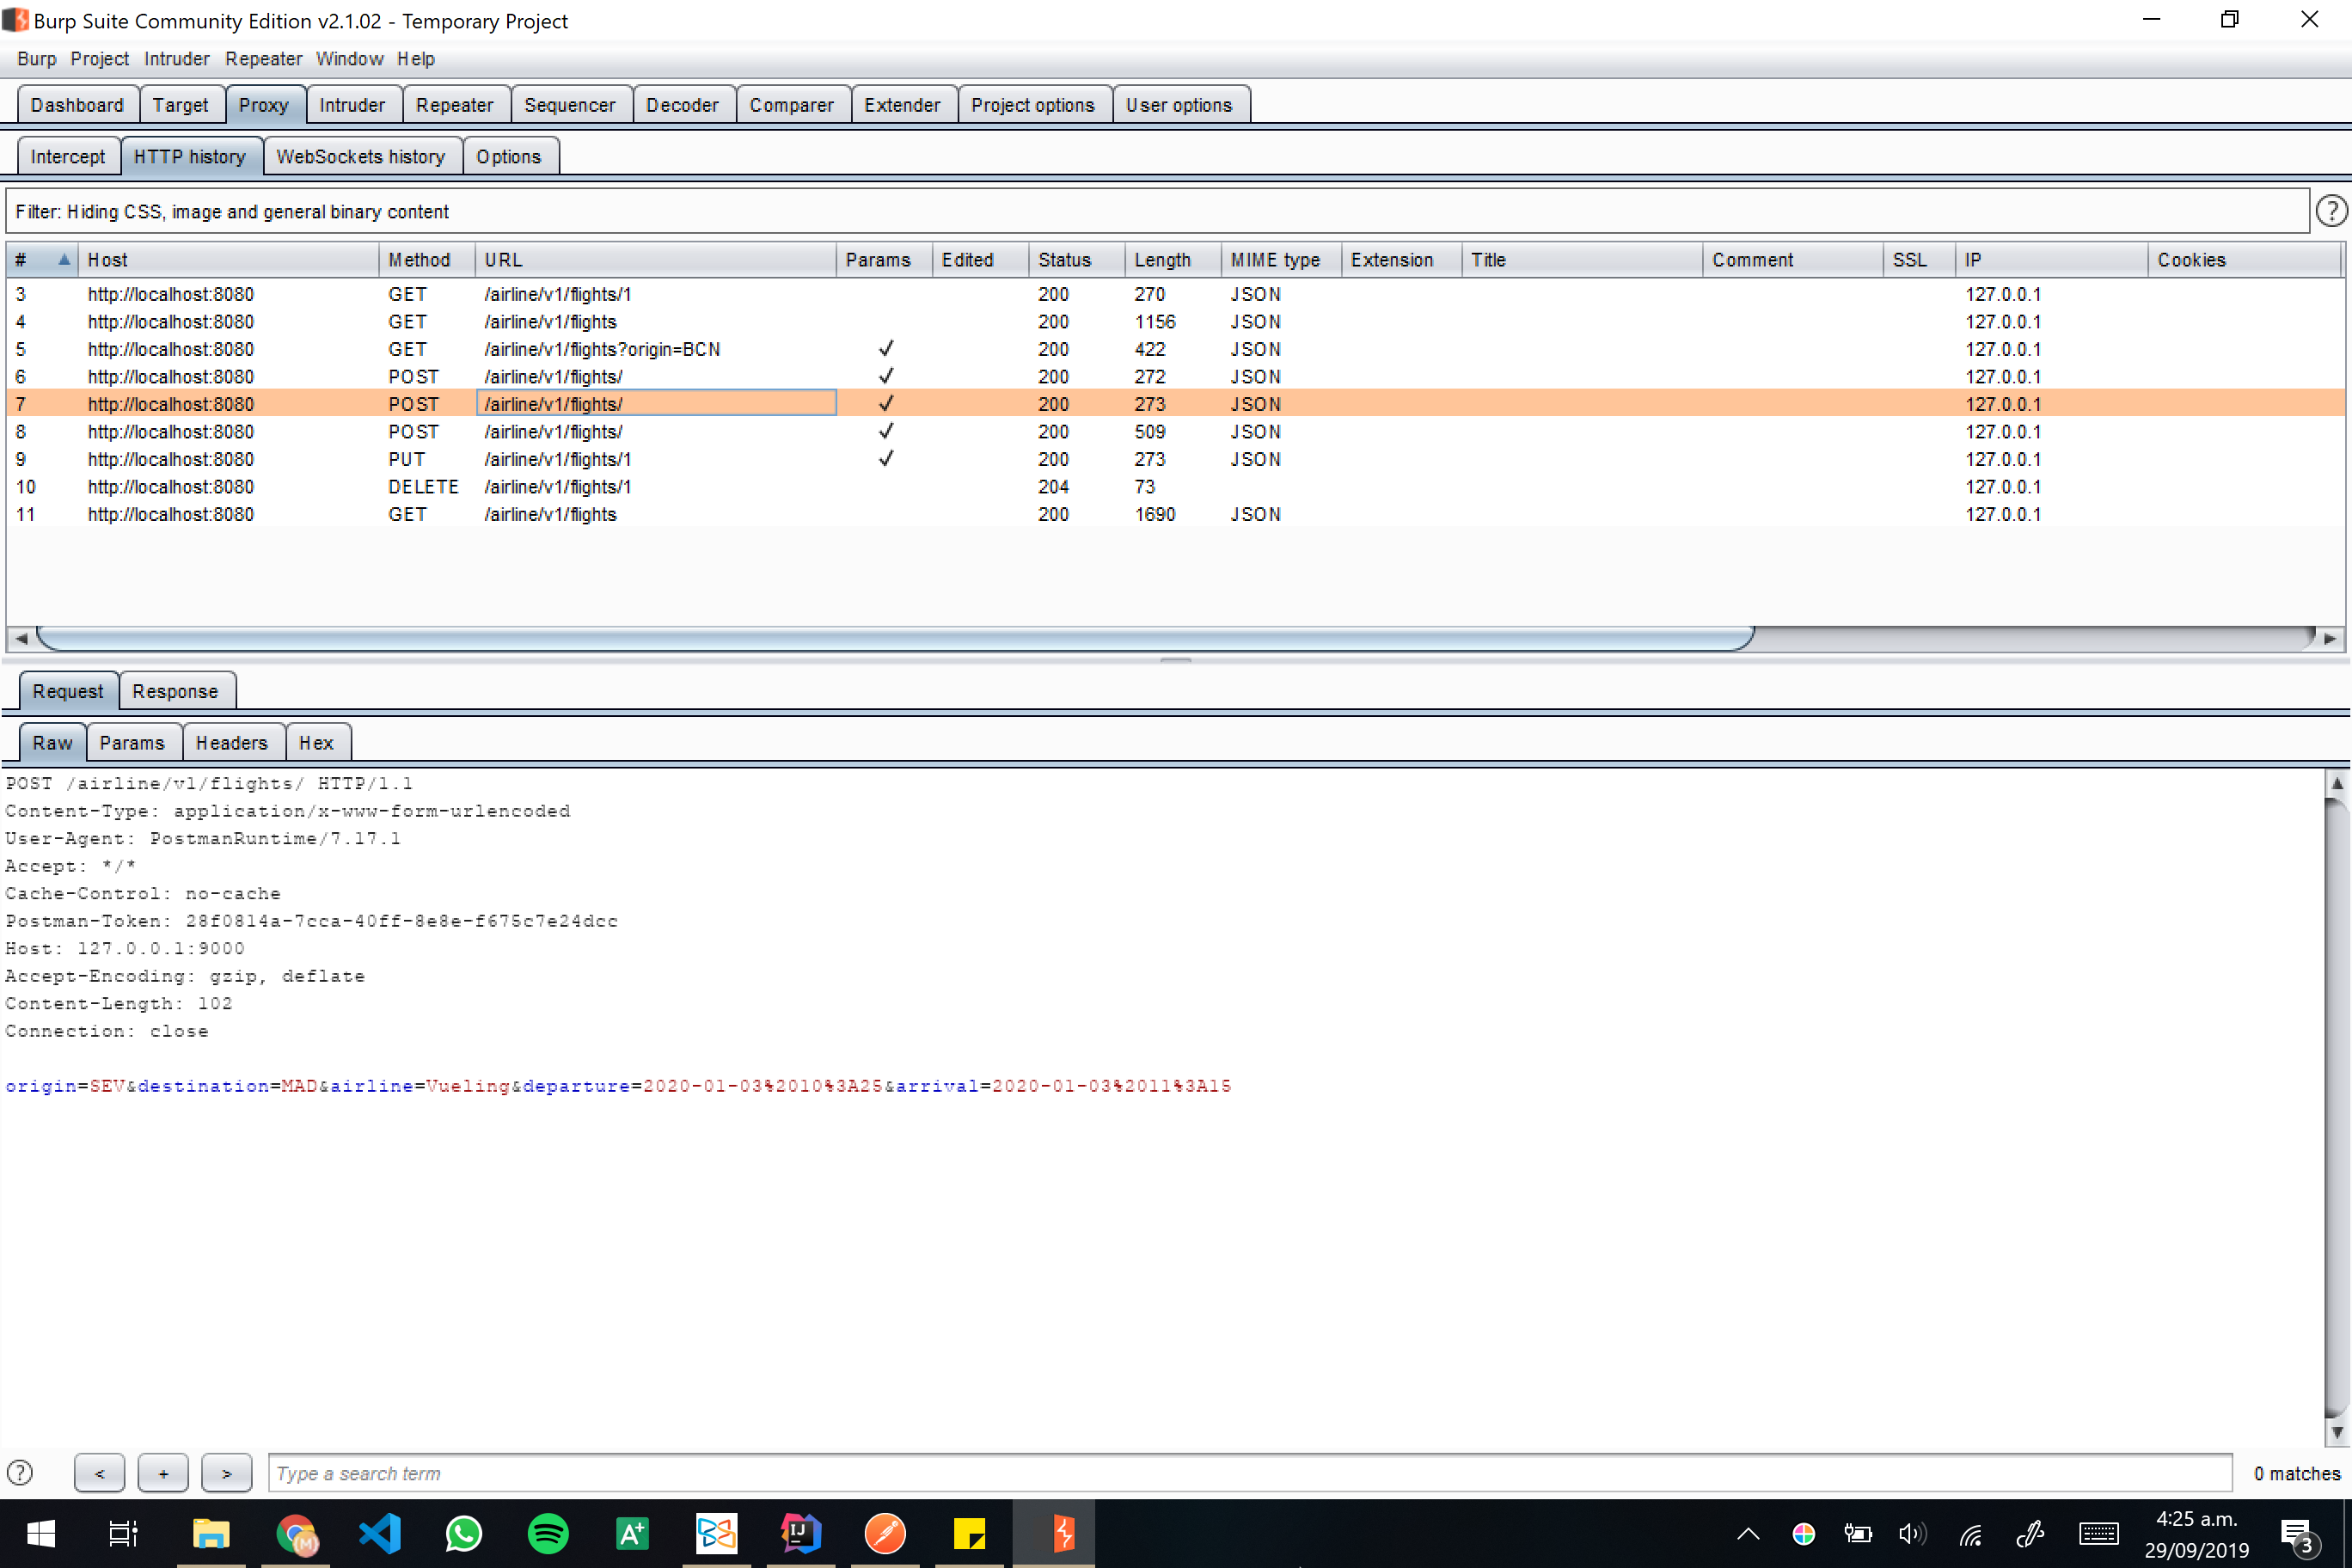 Burp Suite Community Edition v2.1.02 - Temporary Project
Burp Project Intruder Repeater Window Help
Dashboard Target Proxy Intruder Repeater Sequencer Decoder Comparer Extender Project options User options
Intercept HTTP history WebSockets history Options
Filter: Hiding CSS, image and general binary content ?
# Host Method URL Params Edited Status Length MIME type Extension Title Comment SSL IP Cookies
3 http://localhost:8080 GET /airline/v1/flights/1 200 270 JSON 127.0.0.1
4 http://localhost:8080 GET /airline/v1/flights 200 1156 JSON 127.0.0.1
5 http://localhost:8080 GET /airline/v1/flights?origin=BCN ✓ 200 422 JSON 127.0.0.1
6 http://localhost:8080 POST /airline/v1/flights/ ✓ 200 272 JSON 127.0.0.1
7 http://localhost:8080 POST /airline/v1/flights/ ✓ 200 273 JSON 127.0.0.1
8 http://localhost:8080 POST /airline/v1/flights/ ✓ 200 509 JSON 127.0.0.1
9 http://localhost:8080 PUT /airline/v1/flights/1 ✓ 200 273 JSON 127.0.0.1
10 http://localhost:8080 DELETE /airline/v1/flights/1 204 73 127.0.0.1
11 http://localhost:8080 GET /airline/v1/flights 200 1690 JSON 127.0.0.1
Request Response
Raw Params Headers Hex
POST /airline/v1/flights/ HTTP/1.1
Content-Type: application/x-www-form-urlencoded
User-Agent: PostmanRuntime/7.17.1
Accept: */*
Cache-Control: no-cache
Postman-Token: 28f0814a-7cca-40ff-8e8e-f675c7e24dcc
Host: 127.0.0.1:9000
Accept-Encoding: gzip, deflate
Content-Length: 102
Connection: close
origin=SEV&destination=MAD&airline=Vueling&departure=2020-01-03%2010%3A25&arrival=2020-01-03%2011%3A15
? < + > Type a search term 0 matches
A+ IJ 4:25 a.m.
29/09/2019 3